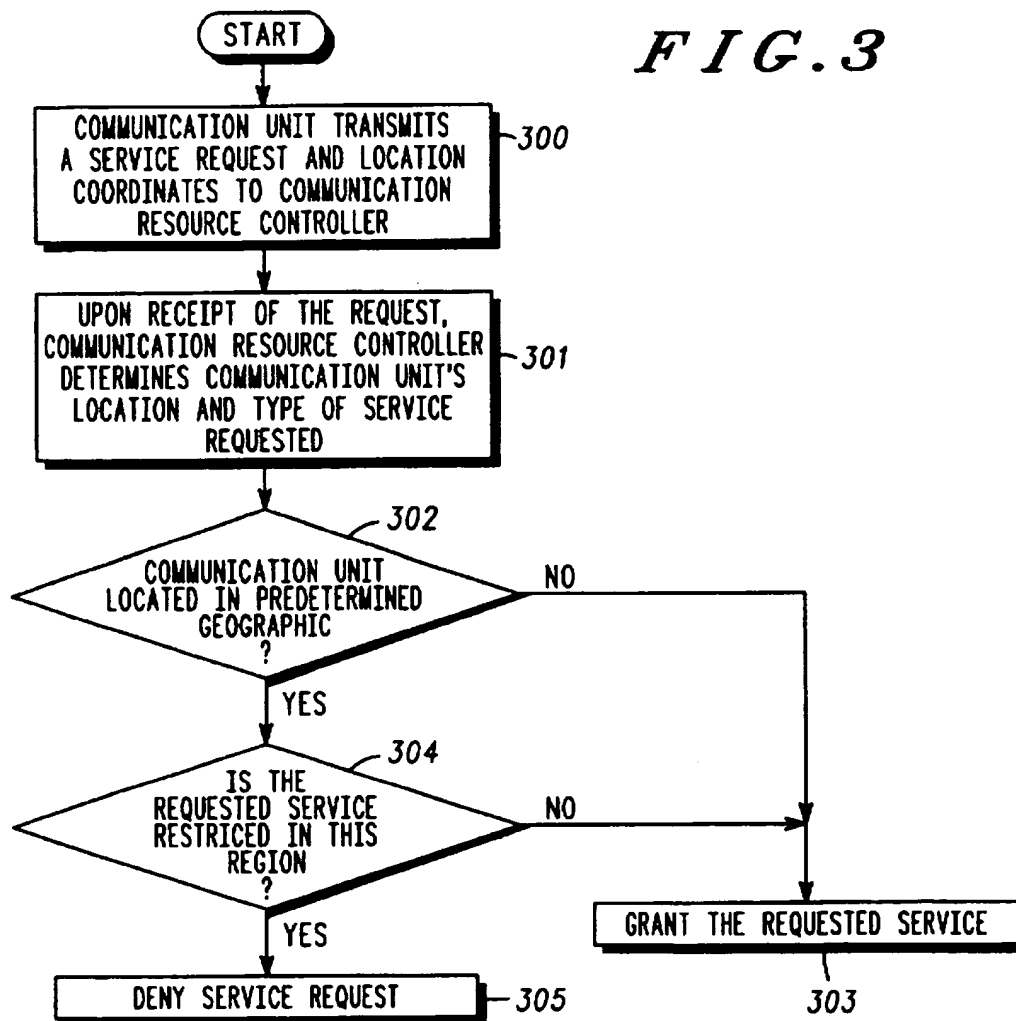 START
FIG.3
COMMUNICATION UNIT TRANSMITS
A SERVICE REQUEST AND LOCATION
COORDINATES TO COMMUNICATION
RESOURCE CONTROLLER
300
UPON RECEIPT OF THE REQUEST,
COMMUNICATION RESOURCE CONTROLLER
DETERMINES COMMUNICATION UNIT'S
LOCATION AND TYPE OF SERVICE
REQUESTED
301
302
COMMUNICATION UNIT
LOCATED IN PREDETERMINED
GEOGRAPHIC
?
NO
YES
304
IS THE
REQUESTED SERVICE
RESTRICED IN THIS
REGION
?
NO
YES
GRANT THE REQUESTED SERVICE
303
DENY SERVICE REQUEST
305